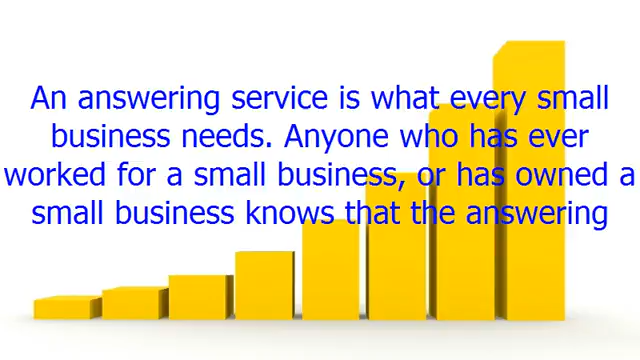 An answering service is what every small
business needs. Anyone who has ever
worked for a small business, or has owned a
small business knows that the answering